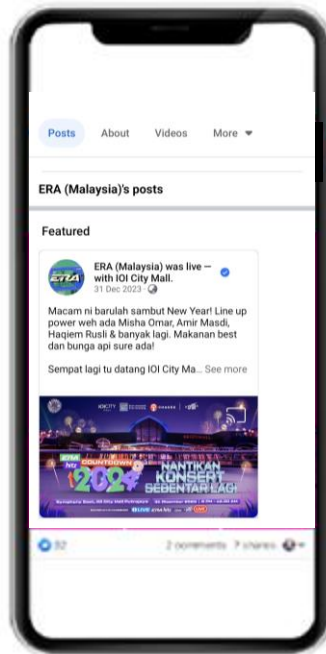 Posts About Videos More
ERA (Malaysia)'s posts
Featured
ERA (Malaysia) was live —
with IOI City Mall.
31 Dec 2023 ·
Macam ni barulah sambut New Year! Line up
power weh ada Misha Omar, Amir Masdi,
Haqiem Rusli & banyak lagi. Makanan best
dan bunga api sure ada!
Sempat lagi tu datang IOI City Ma... See more
ERA
COUNTDOWN
2024
NANTIKAN
KONSERT
SEBENTAR LAGI
2 comments 7 shares